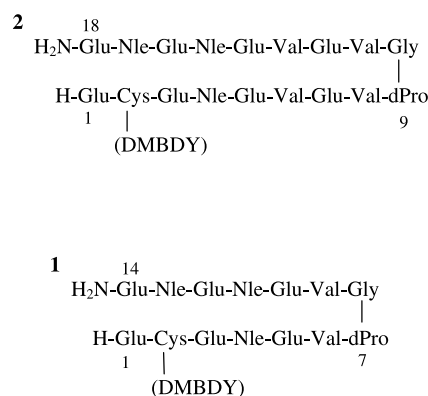 2
18
H₂N-Glu-Nle-Glu-Nle-Glu-Val-Glu-Val-Gly
H-Glu-Cys-Glu-Nle-Glu-Val-Glu-Val-dPro
1 9
(DMBDY)
1
14
H₂N-Glu-Nle-Glu-Nle-Glu-Val-Gly
H-Glu-Cys-Glu-Nle-Glu-Val-dPro
1 7
(DMBDY)